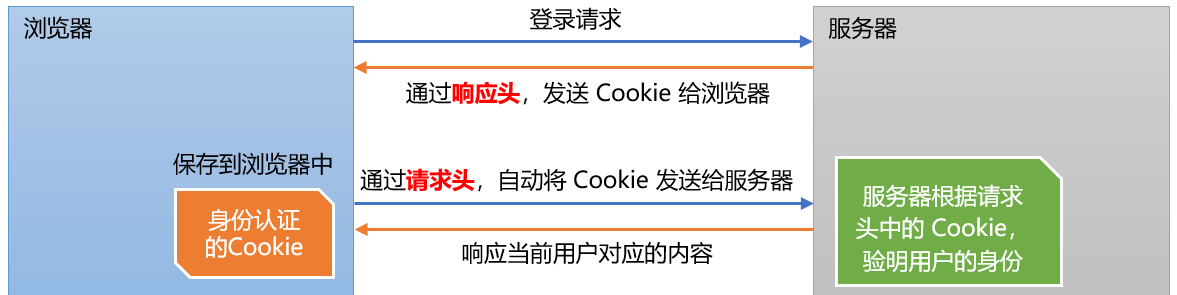 浏览器
登录请求
服务器
通过响应头，发送 Cookie 给浏览器
保存到浏览器中
通过请求头，自动将 Cookie 发送给服务器
身份认证
的Cookie
响应当前用户对应的内容
服务器根据请求
头中的 Cookie，
验明用户的身份